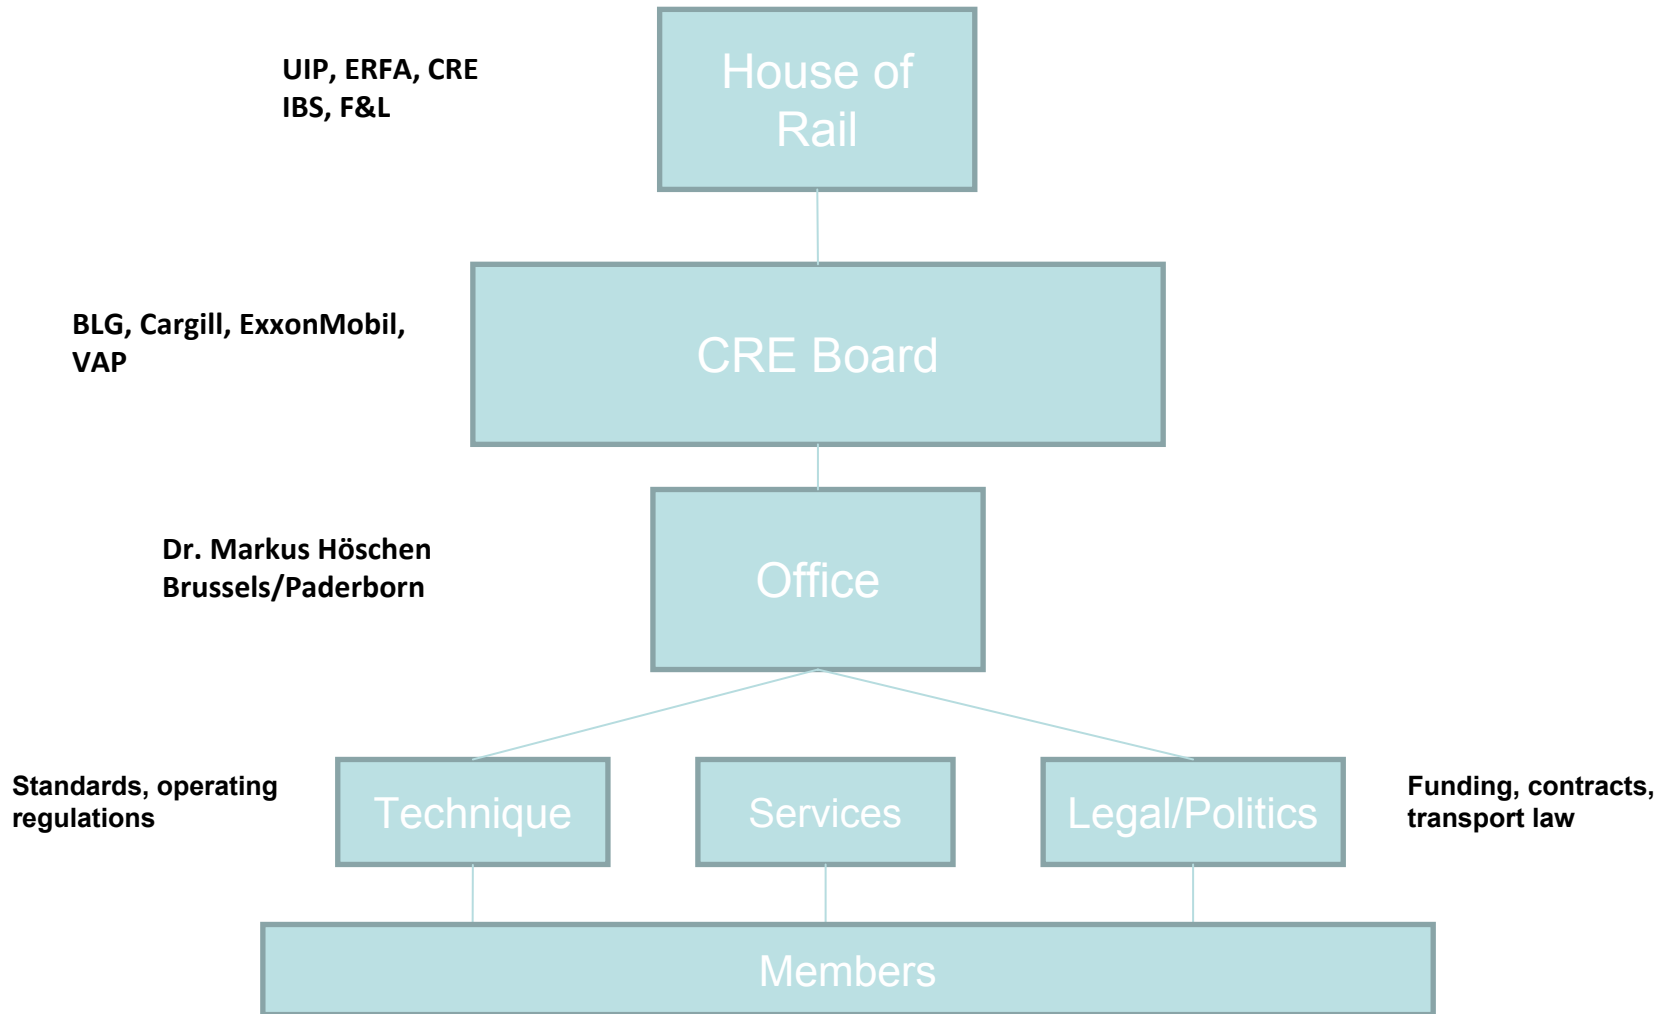 UIP, ERFA, CRE
IBS, F&L
House of
Rail
BLG, Cargill, ExxonMobil,
VAP
CRE Board
Dr. Markus Höschen
Brussels/Paderborn
Office
Standards, operating
regulations
Technique
Services
Legal/Politics
Funding, contracts,
transport law
Members